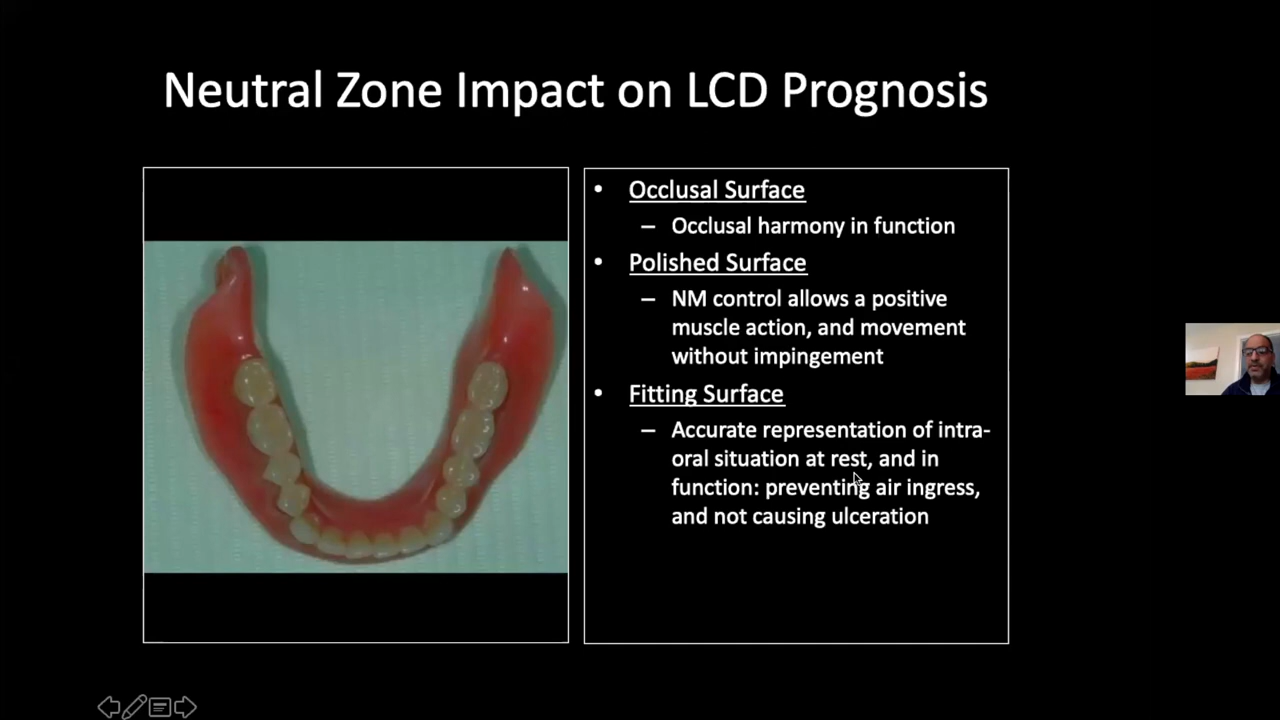 Neutral Zone Impact on LCD Prognosis
• Occlusal Surface
– Occlusal harmony in function
• Polished Surface
– NM control allows a positive
muscle action, and movement
without impingement
• Fitting Surface
– Accurate representation of intra-
oral situation at rest, and in
function: preventing air ingress,
and not causing ulceration